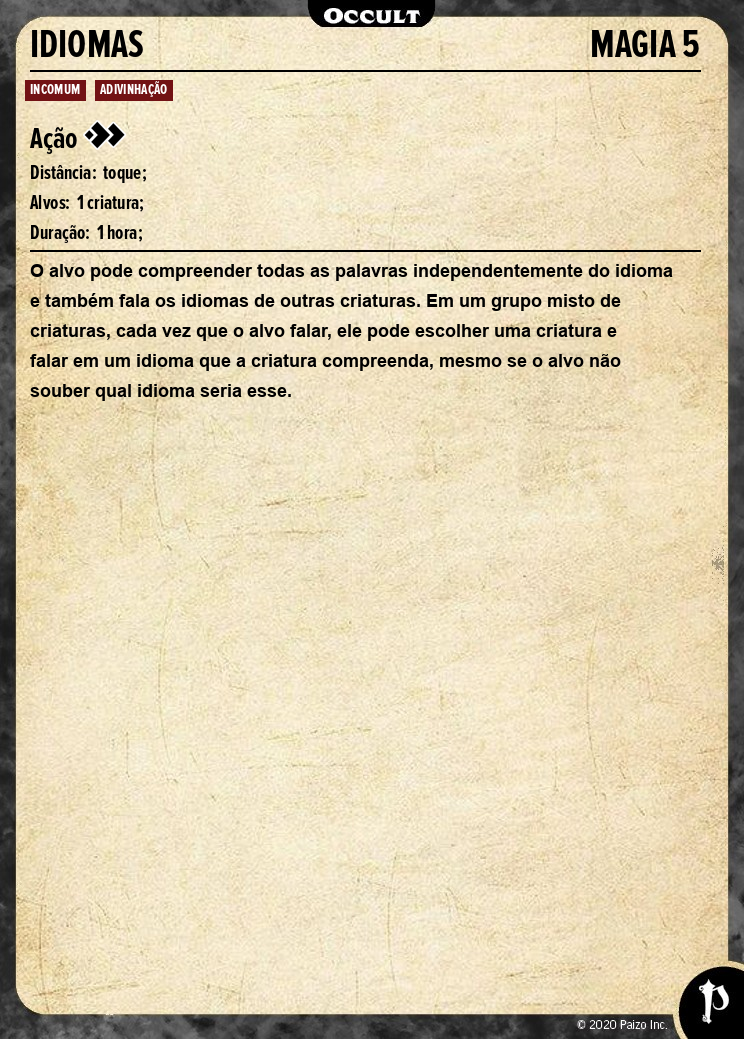 Occult
IDIOMAS MAGIA 5
INCOMUM ADIVINHAÇÃO
Ação
Distância: toque;
Alvos: 1 criatura;
Duração: 1 hora;
O alvo pode compreender todas as palavras independentemente do idioma
e também fala os idiomas de outras criaturas. Em um grupo misto de
criaturas, cada vez que o alvo falar, ele pode escolher uma criatura e
falar em um idioma que a criatura compreenda, mesmo se o alvo não
souber qual idioma seria esse.
© 2020 Paizo Inc.
p